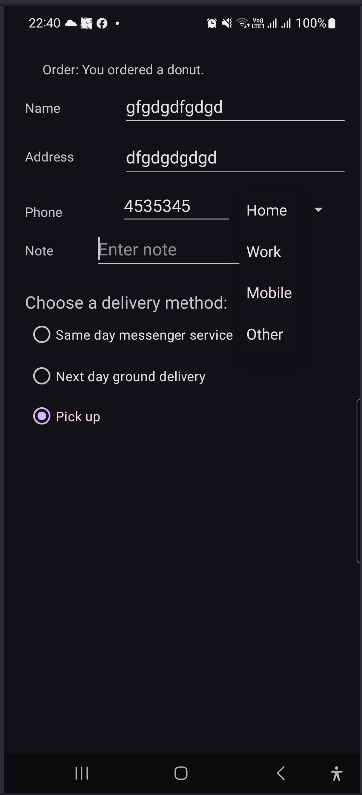 22:40 100%
Order: You ordered a donut.
Name gfgdgdfgdgd
Address dfgdgdgdgd
Phone 4535345 Home
Note Enter note Work
Mobile
Choose a delivery method:
Same day messenger service Other
Next day ground delivery
Pick up